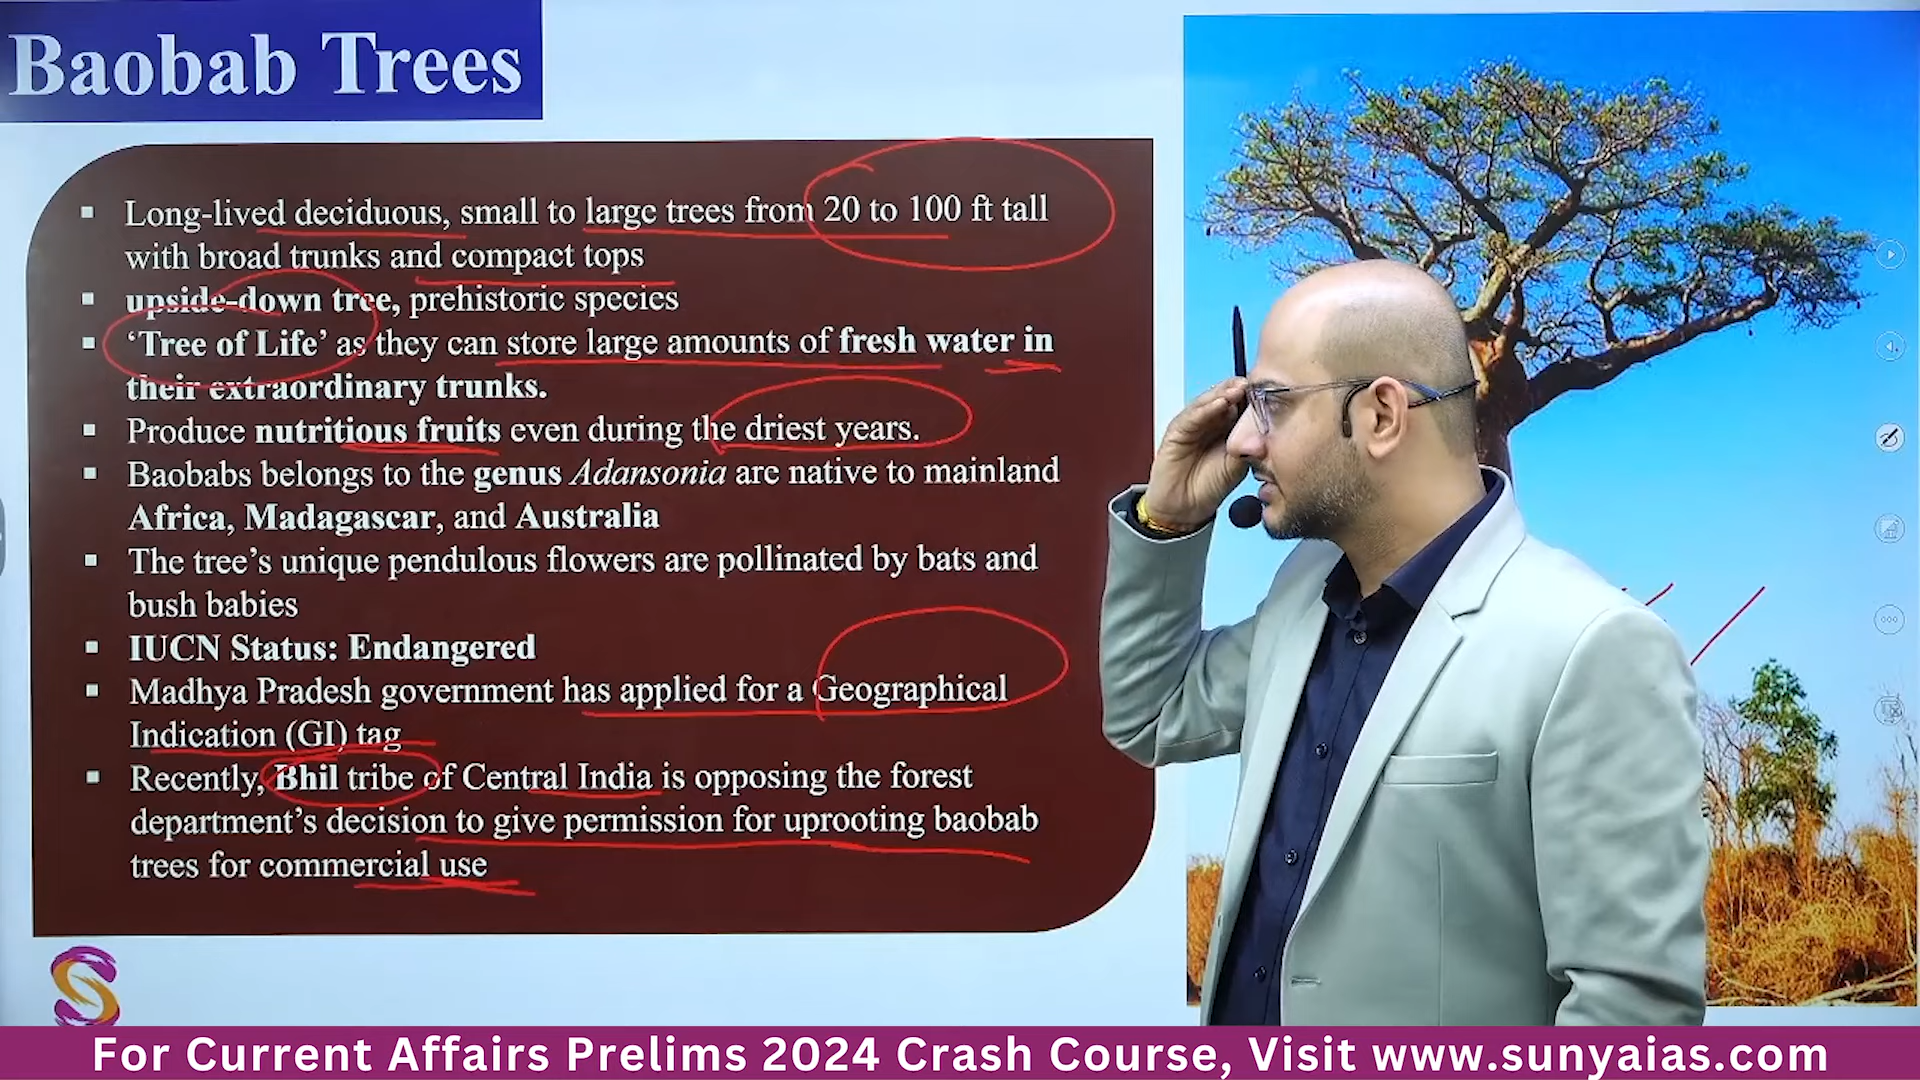 Baobab Trees
▪ Long-lived deciduous, small to large trees from 20 to 100 ft tall
with broad trunks and compact tops
▪ upside-down tree, prehistoric species
▪ ‘Tree of Life’ as they can store large amounts of fresh water in
their extraordinary trunks.
▪ Produce nutritious fruits even during the driest years.
▪ Baobabs belongs to the genus Adansonia are native to mainland
Africa, Madagascar, and Australia
▪ The tree’s unique pendulous flowers are pollinated by bats and
bush babies
▪ IUCN Status: Endangered
▪ Madhya Pradesh government has applied for a Geographical
Indication (GI) tag
▪ Recently, Bhil tribe of Central India is opposing the forest
department’s decision to give permission for uprooting baobab
trees for commercial use
For Current Affairs Prelims 2024 Crash Course, Visit www.sunyaias.com